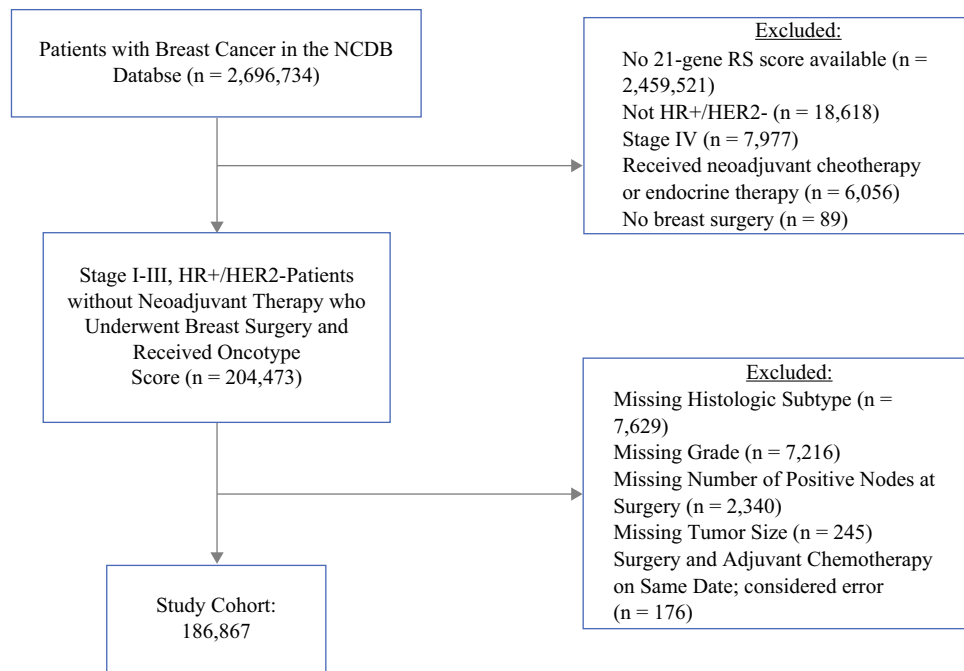 Patients with Breast Cancer in the NCDB
Databse (n = 2,696,734)
Excluded:
No 21-gene RS score available (n =
2,459,521)
Not HR+/HER2- (n = 18,618)
Stage IV (n = 7,977)
Received neoadjuvant cheotherapy
or endocrine therapy (n = 6,056)
No breast surgery (n = 89)
Stage I-III, HR+/HER2-Patients
without Neoadjuvant Therapy who
Underwent Breast Surgery and
Received Oncotype
Score (n = 204,473)
Excluded:
Missing Histologic Subtype (n =
7,629)
Missing Grade (n = 7,216)
Missing Number of Positive Nodes at
Surgery (n = 2,340)
Missing Tumor Size (n = 245)
Surgery and Adjuvant Chemotherapy
on Same Date; considered error
(n = 176)
Study Cohort:
186,867